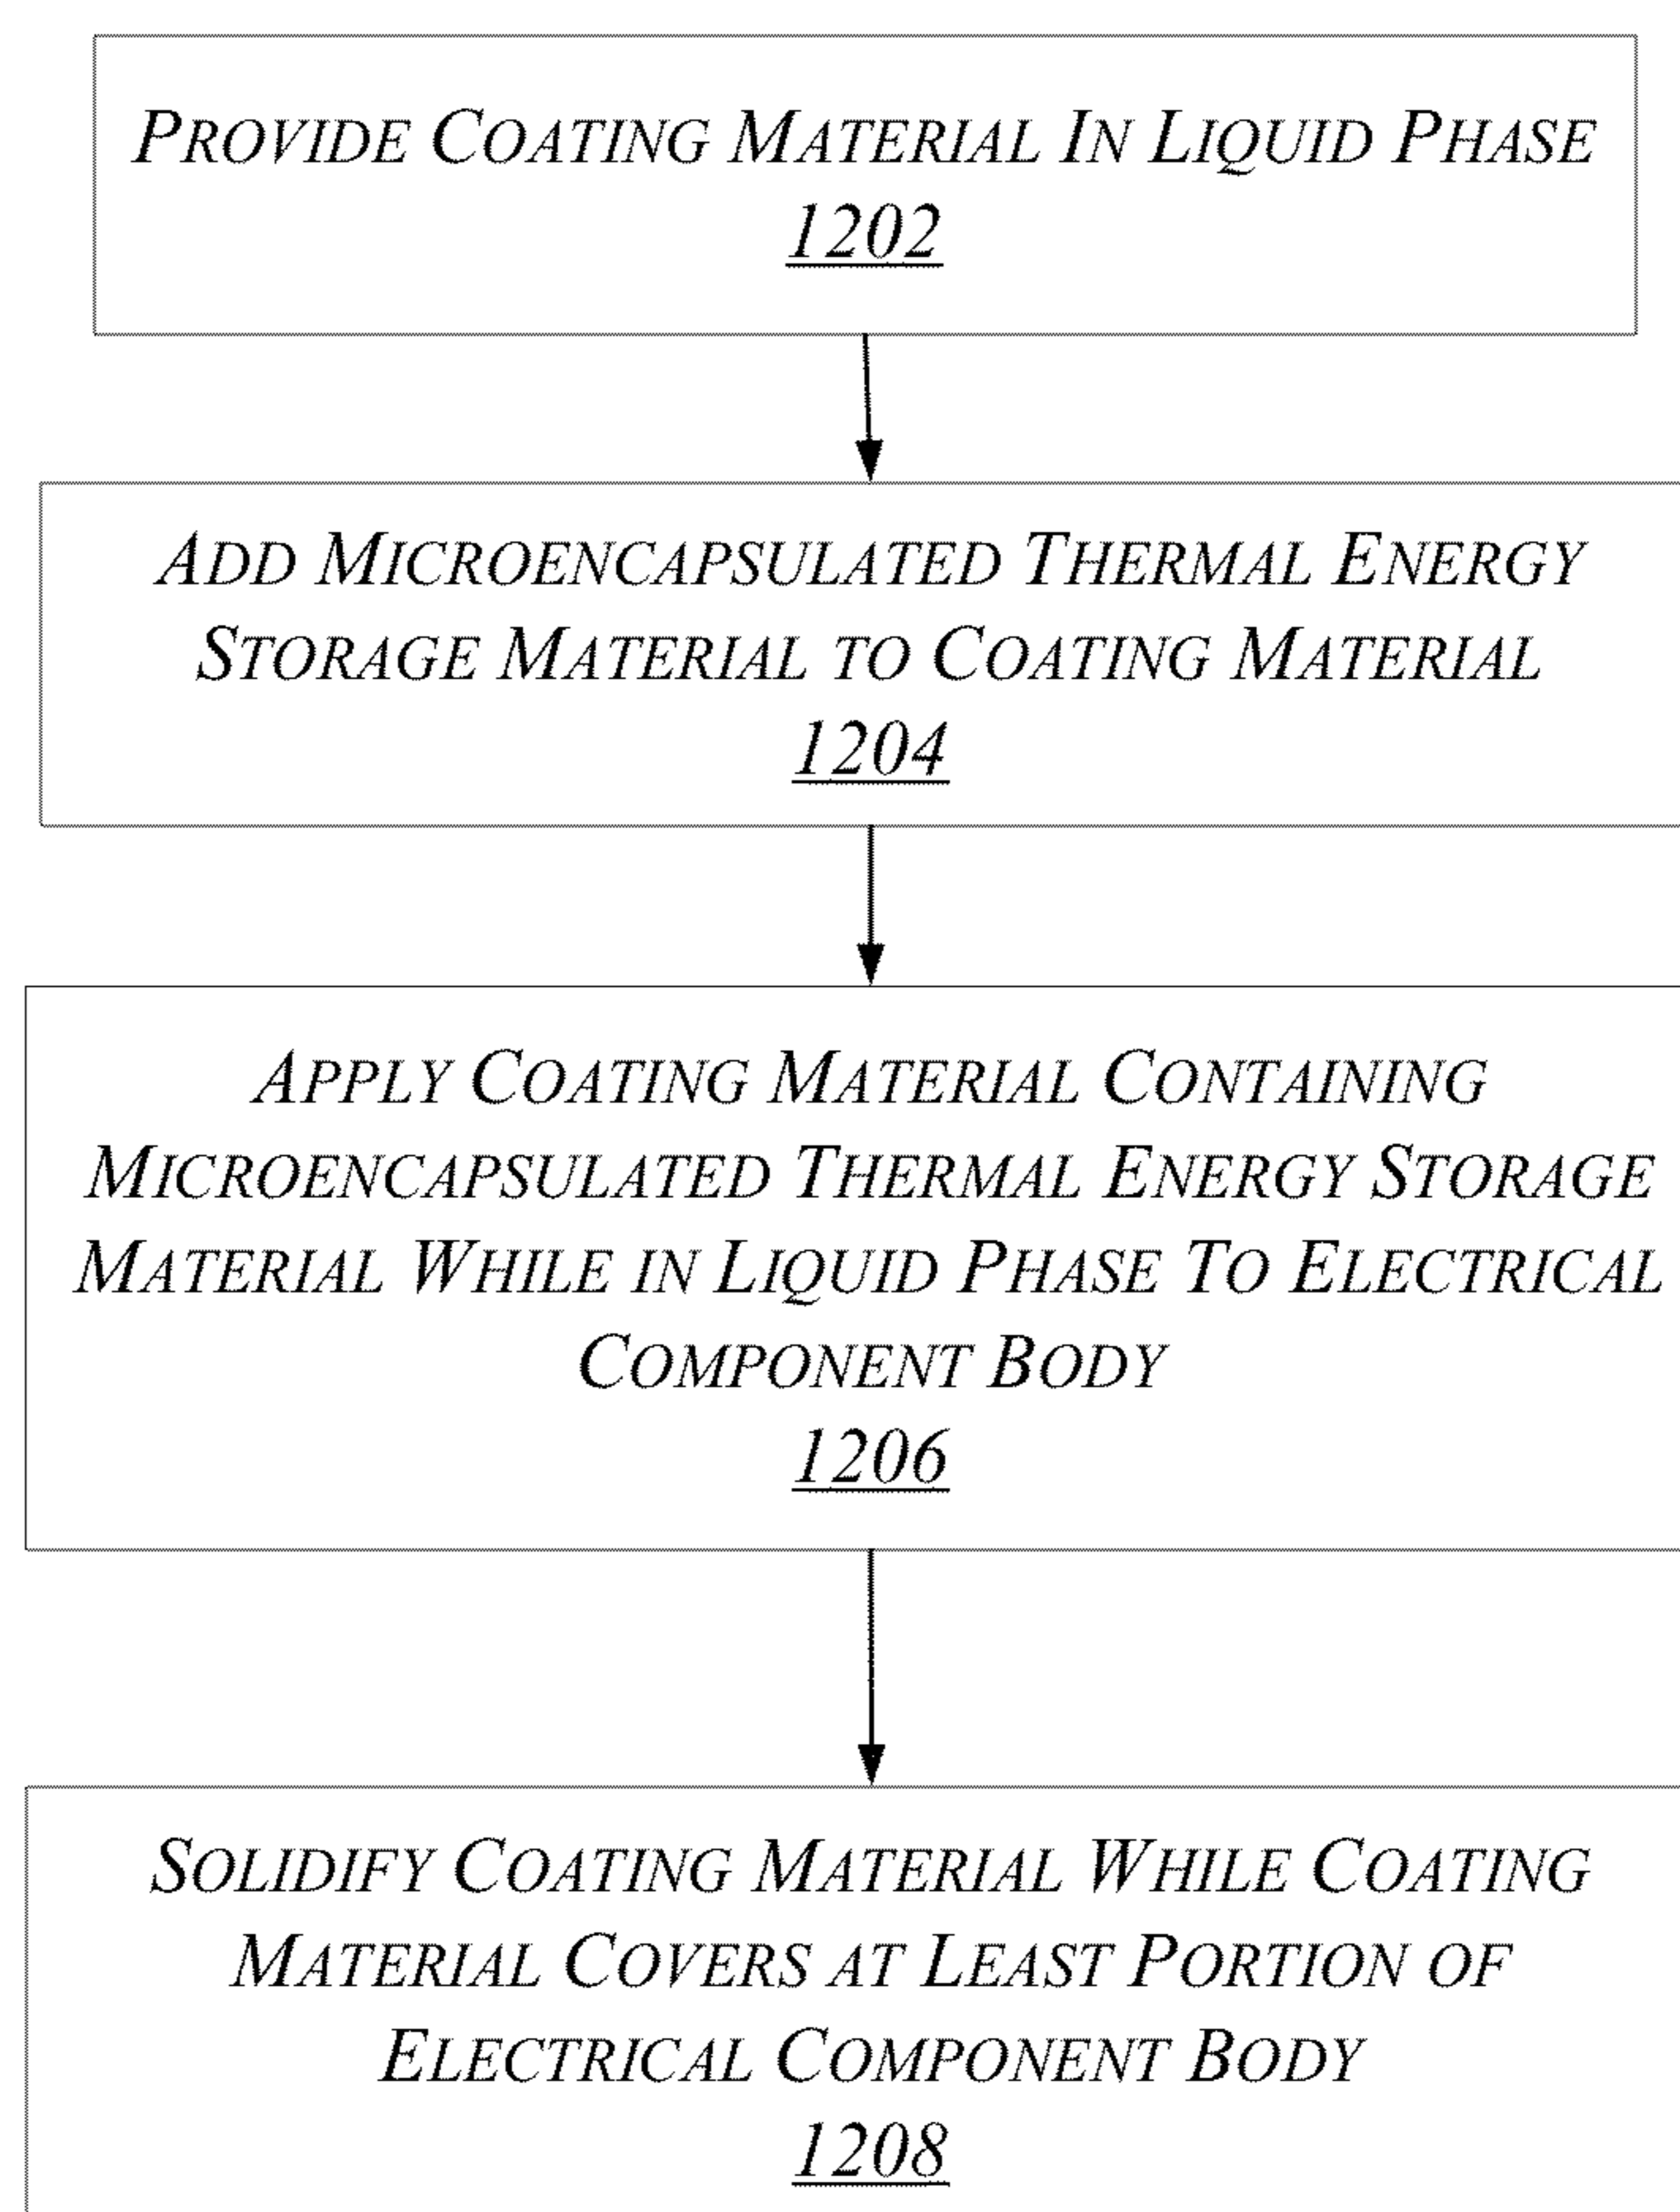 PROVIDE COATING MATERIAL IN LIQUID PHASE
1202
ADD MICROENCAPSULATED THERMAL ENERGY
STORAGE MATERIAL TO COATING MATERIAL
1204
APPLY COATING MATERIAL CONTAINING
MICROENCAPSULATED THERMAL ENERGY STORAGE
MATERIAL WHILE IN LIQUID PHASE TO ELECTRICAL
COMPONENT BODY
1206
SOLIDIFY COATING MATERIAL WHILE COATING
MATERIAL COVERS AT LEAST PORTION OF
ELECTRICAL COMPONENT BODY
1208